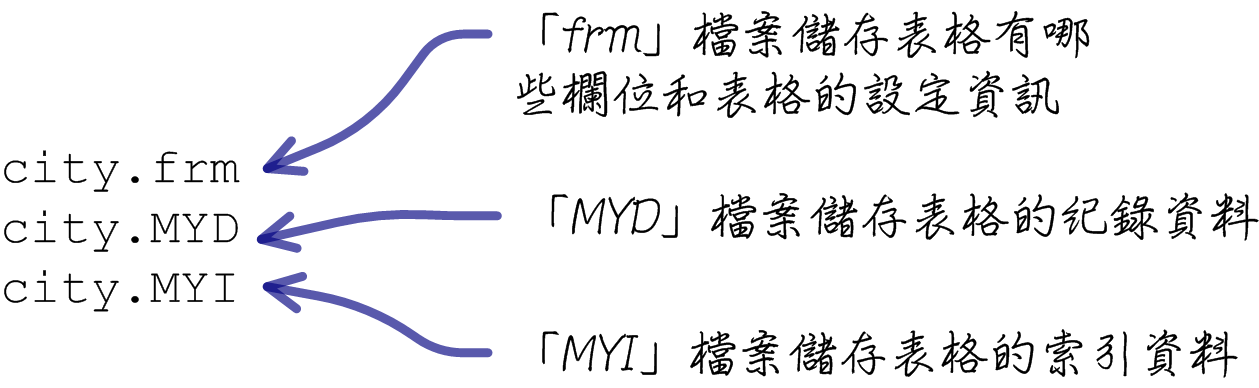 「frm」檔案儲存表格有哪
些欄位和表格的設定資訊
city.frm
city.MYD
「MYD」檔案儲存表格的紀錄資料
city.MYI
「MYI」檔案儲存表格的索引資料